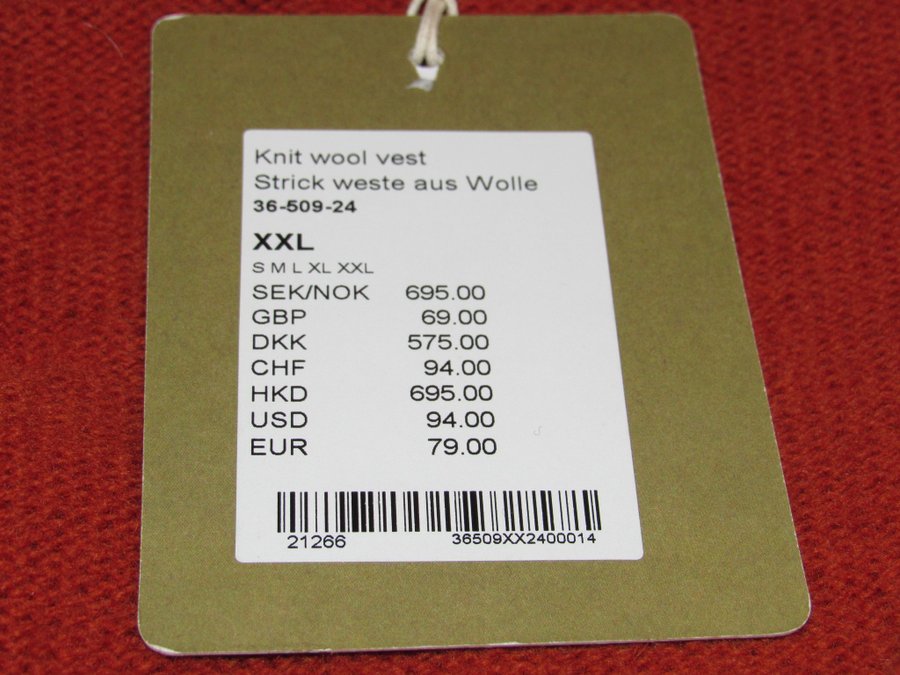 Knit wool vest
Strick weste aus Wolle
36-509-24
XXL
S M L XL XXL
SEK/NOK 695.00
GBP 69.00
DKK 575.00
CHF 94.00
HKD 695.00
USD 94.00
EUR 79.00
21266 36509XX2400014